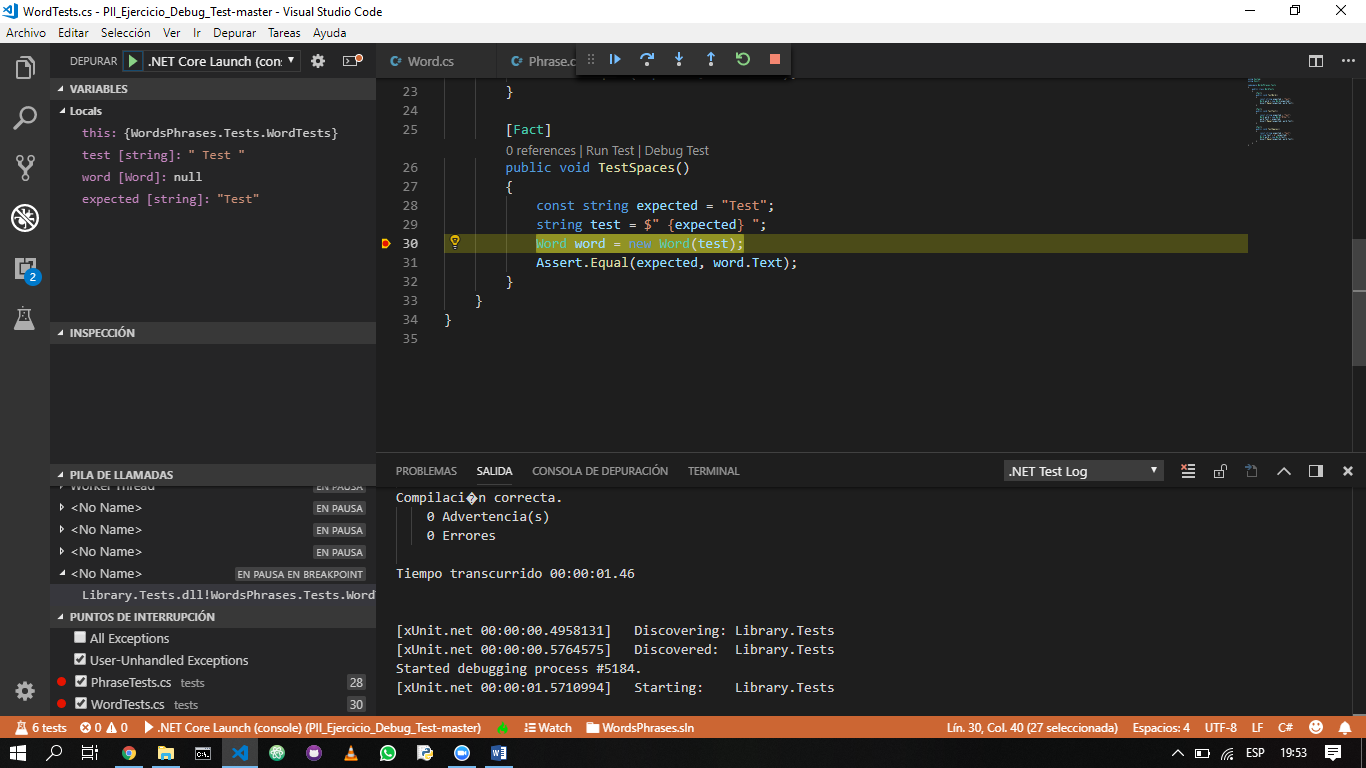 WordTests.cs - PII_Ejercicio_Debug_Test-master - Visual Studio Code
Archivo Editar Selección Ver Ir Depurar Tareas Ayuda
DEPURAR .NET Core Launch (con:
Word.cs Phrase.c
VARIABLES
Locals
this: {WordsPhrases.Tests.WordTests}
test [string]: " Test "
word [Word]: null
expected [string]: "Test"
INSPECCIÓN
PILA DE LLAMADAS
Worker Thread EN PAUSA
<No Name> EN PAUSA
<No Name> EN PAUSA
<No Name> EN PAUSA
<No Name> EN PAUSA EN BREAKPOINT
Library.Tests.dll!WordsPhrases.Tests.Word
PUNTOS DE INTERRUPCIÓN
All Exceptions
User-Unhandled Exceptions
PhraseTests.cs tests 28
WordTests.cs tests 30
2
23 }
24
25 [Fact]
0 references | Run Test | Debug Test
26 public void TestSpaces()
27 {
28 const string expected = "Test";
29 string test = $" {expected} ";
30 Word word = new Word(test);
31 Assert.Equal(expected, word.Text);
32 }
33 }
34 }
35
PROBLEMAS SALIDA CONSOLA DE DEPURACIÓN TERMINAL .NET Test Log
Compilaci�n correcta.
0 Advertencia(s)
0 Errores
Tiempo transcurrido 00:00:01.46
[xUnit.net 00:00:00.4958131] Discovering: Library.Tests
[xUnit.net 00:00:00.5764575] Discovered: Library.Tests
Started debugging process #5184.
[xUnit.net 00:00:01.5710994] Starting: Library.Tests
6 tests 0 0 .NET Core Launch (console) (PII_Ejercicio_Debug_Test-master) Watch WordsPhrases.sln Lín. 30, Col. 40 (27 seleccionada) Espacios: 4 UTF-8 LF C#
ESP 19:53